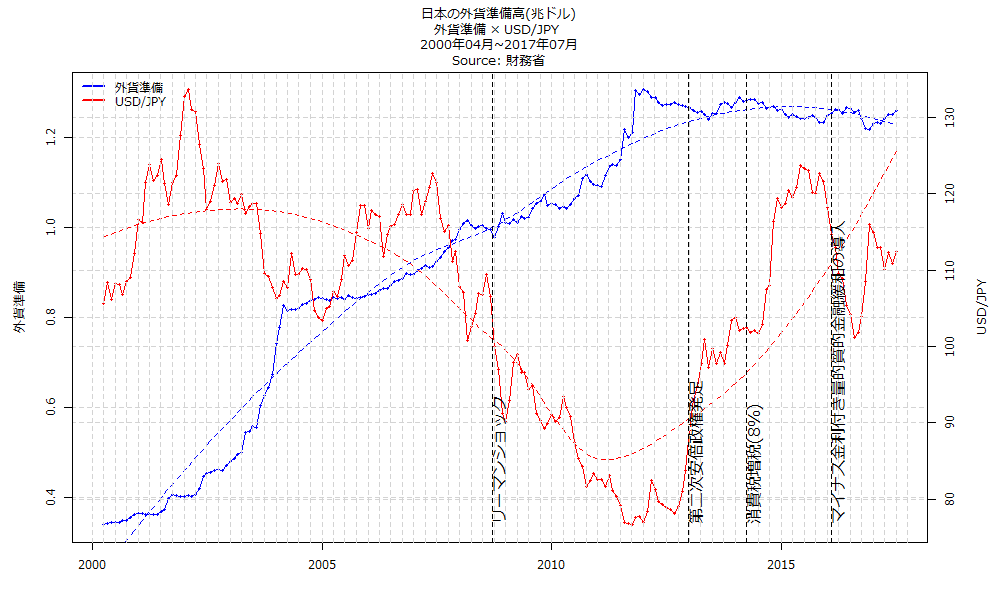 日本の外貨準備高(兆ドル)
外貨準備 × USD/JPY
2000年04月~2017年07月
Source: 財務省
外貨準備
USD/JPY
外貨準備
0.4
0.6
0.8
1.0
1.2
USD/JPY
80
90
100
110
120
130
2000
2005
2010
2015
リーマンショック
第二次安倍政権発足
消費税増税(8%)
マイナス金利付き量的質的金融緩和の導入